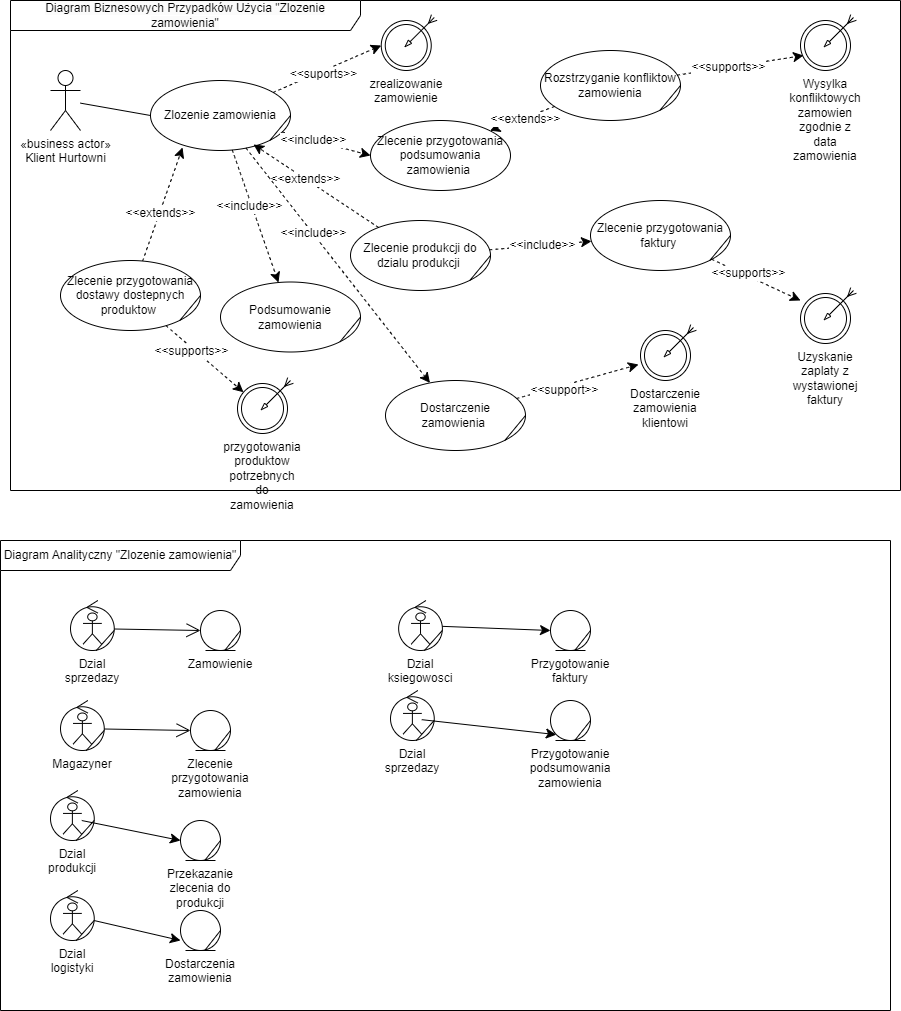 Diagram Biznesowych Przypadków Użycia "Zlozenie
zamowienia"
<<suports>>
zrealizowanie
zamowienie
Rozstrzyganie konfliktow
zamowienia
<<supports>>
Wysylka
konfliktowych
zamowien
zgodnie z
data
zamowienia
«business actor»
Klient Hurtowni
Zlozenie zamowienia
<<include>>
<<extends>>
Zlecenie przygotowania
podsumowania
zamowienia
<<extends>>
<<extends>>
<<include>>
<<include>>
Zlecenie produkcji do
dzialu produkcji
<<include>>
Zlecenie przygotowania
faktury
<<supports>>
Zlecenie przygotowania
dostawy dostepnych
produktow
Podsumowanie
zamowienia
<<supports>>
Uzyskanie
zaplaty z
wystawionej
faktury
Dostarczenie
zamowienia
<<support>>
Dostarczenie
zamowienia
klientowi
przygotowania
produktow
potrzebnych
do
zamowienia
Diagram Analityczny "Zlozenie zamowienia"
Dzial
sprzedazy
Zamowienie
Dzial
ksiegowosci
Przygotowanie
faktury
Magazyner
Zlecenie
przygotowania
zamowienia
Dzial
sprzedazy
Przygotowanie
podsumowania
zamowienia
Dzial
produkcji
Przekazanie
zlecenia do
produkcji
Dzial
logistyki
Dostarczenia
zamowienia